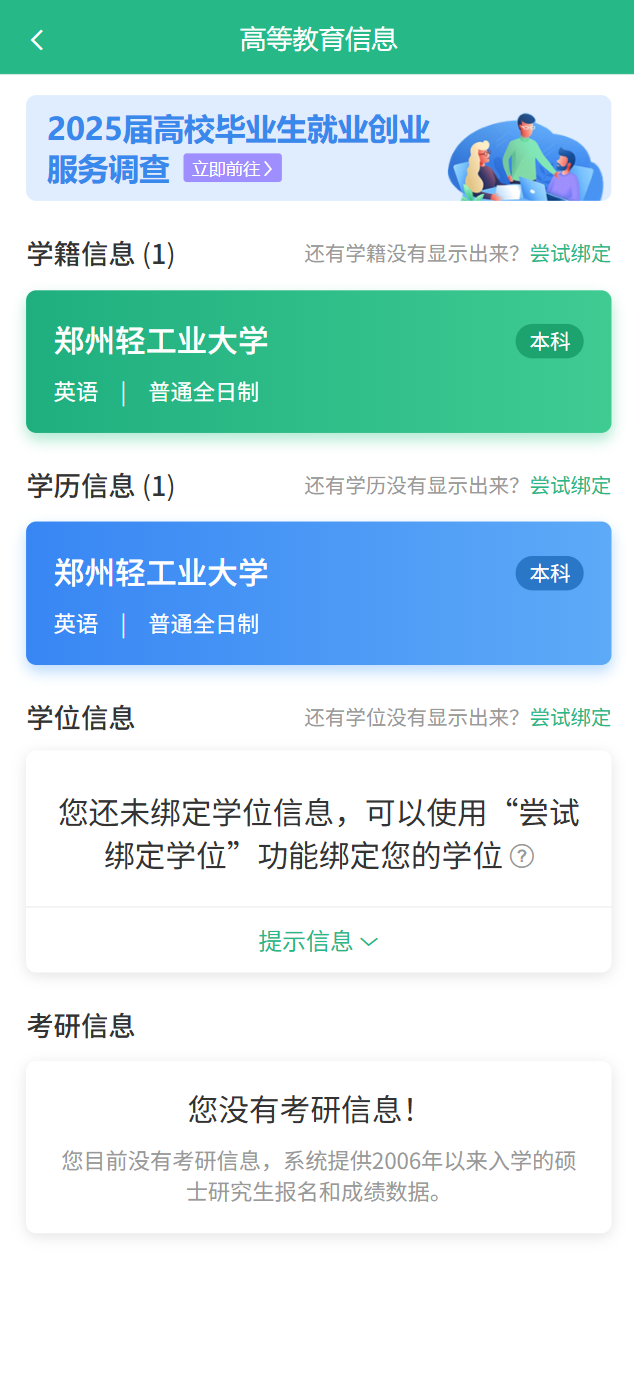 高等教育信息
2025届高校毕业生就业创业
服务调查 立即前往
学籍信息 (1) 还有学籍没有显示出来？尝试绑定
郑州轻工业大学 本科
英语 | 普通全日制
学历信息 (1) 还有学历没有显示出来？尝试绑定
郑州轻工业大学 本科
英语 | 普通全日制
学位信息 还有学位没有显示出来？尝试绑定
您还未绑定学位信息，可以使用“尝试
绑定学位”功能绑定您的学位 ?
提示信息
考研信息
您没有考研信息！
您目前没有考研信息，系统提供2006年以来入学的硕
士研究生报名和成绩数据。